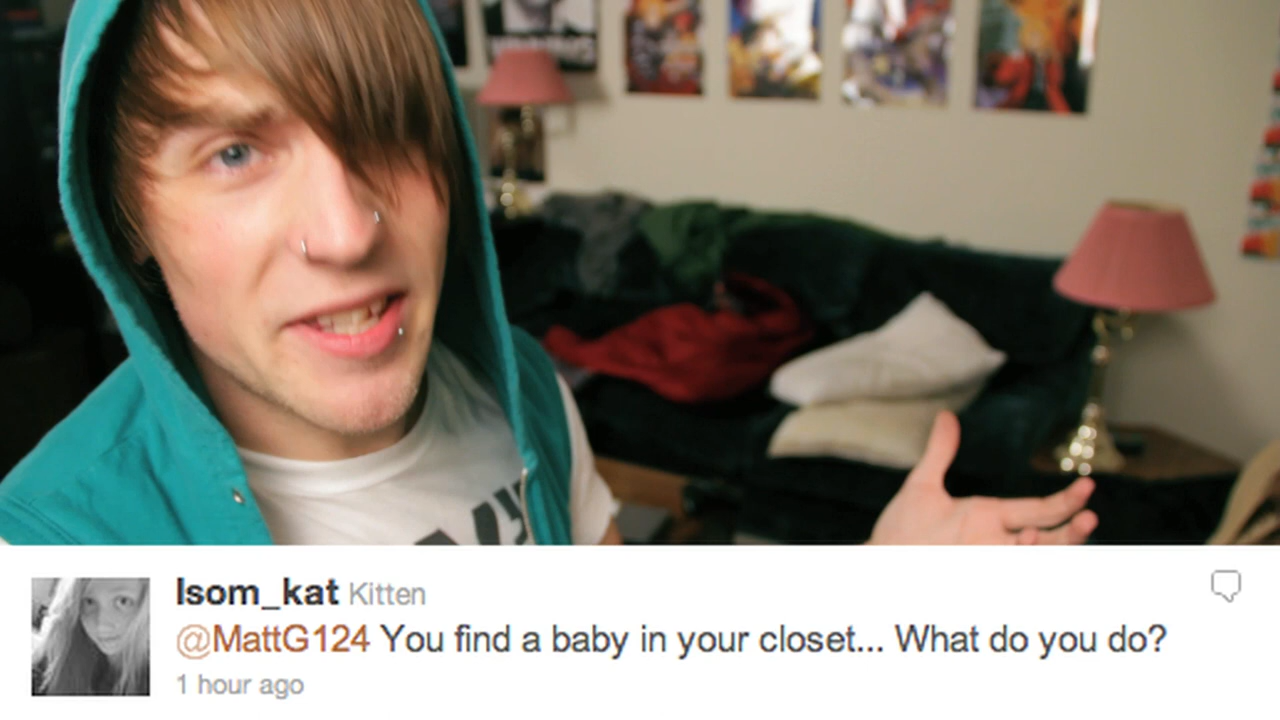 Isom_kat Kitten
@MattG124 You find a baby in your closet... What do you do?
1 hour ago